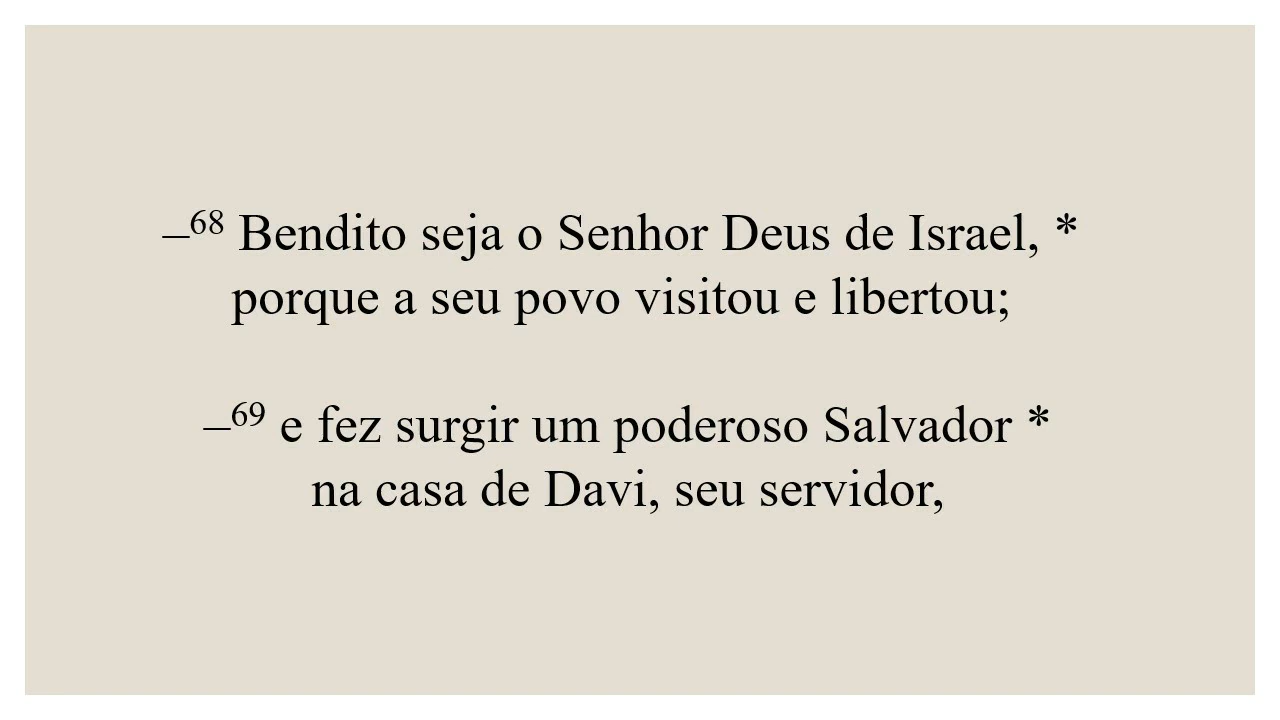 –⁶⁸ Bendito seja o Senhor Deus de Israel, *
porque a seu povo visitou e libertou;
–⁶⁹ e fez surgir um poderoso Salvador *
na casa de Davi, seu servidor,